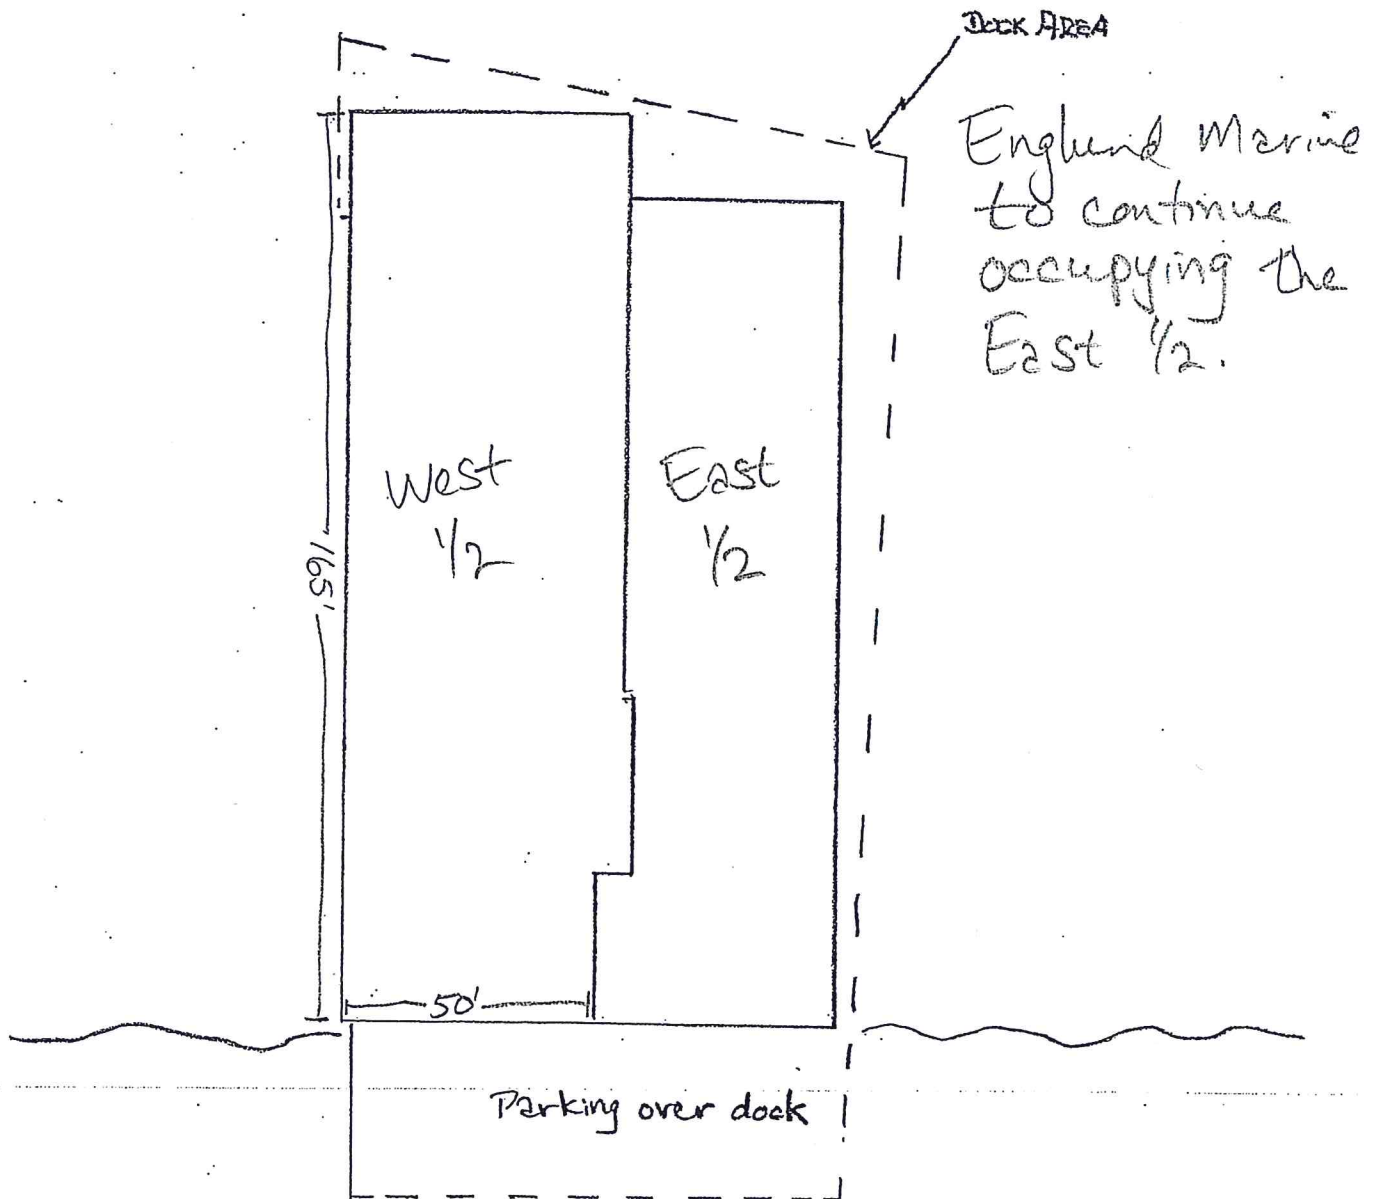 DOCK AREA
Englund Marine
to continue
occupying the
East 1/2.
West
1/2
East
1/2
165'
50'
Parking over dock